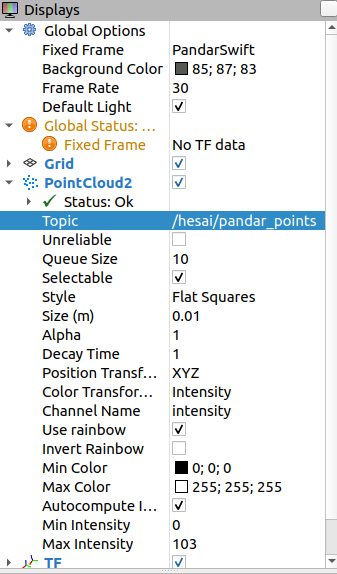 Displays
Global Options
Fixed Frame PandarSwift
Background Color 85; 87; 83
Frame Rate 30
Default Light
Global Status: ...
Fixed Frame No TF data
Grid
PointCloud2
Status: Ok
Topic /hesai/pandar_points
Unreliable
Queue Size 10
Selectable
Style Flat Squares
Size (m) 0.01
Alpha 1
Decay Time 1
Position Transf... XYZ
Color Transfor... Intensity
Channel Name intensity
Use rainbow
Invert Rainbow
Min Color 0; 0; 0
Max Color 255; 255; 255
Autocompute I...
Min Intensity 0
Max Intensity 103
TF